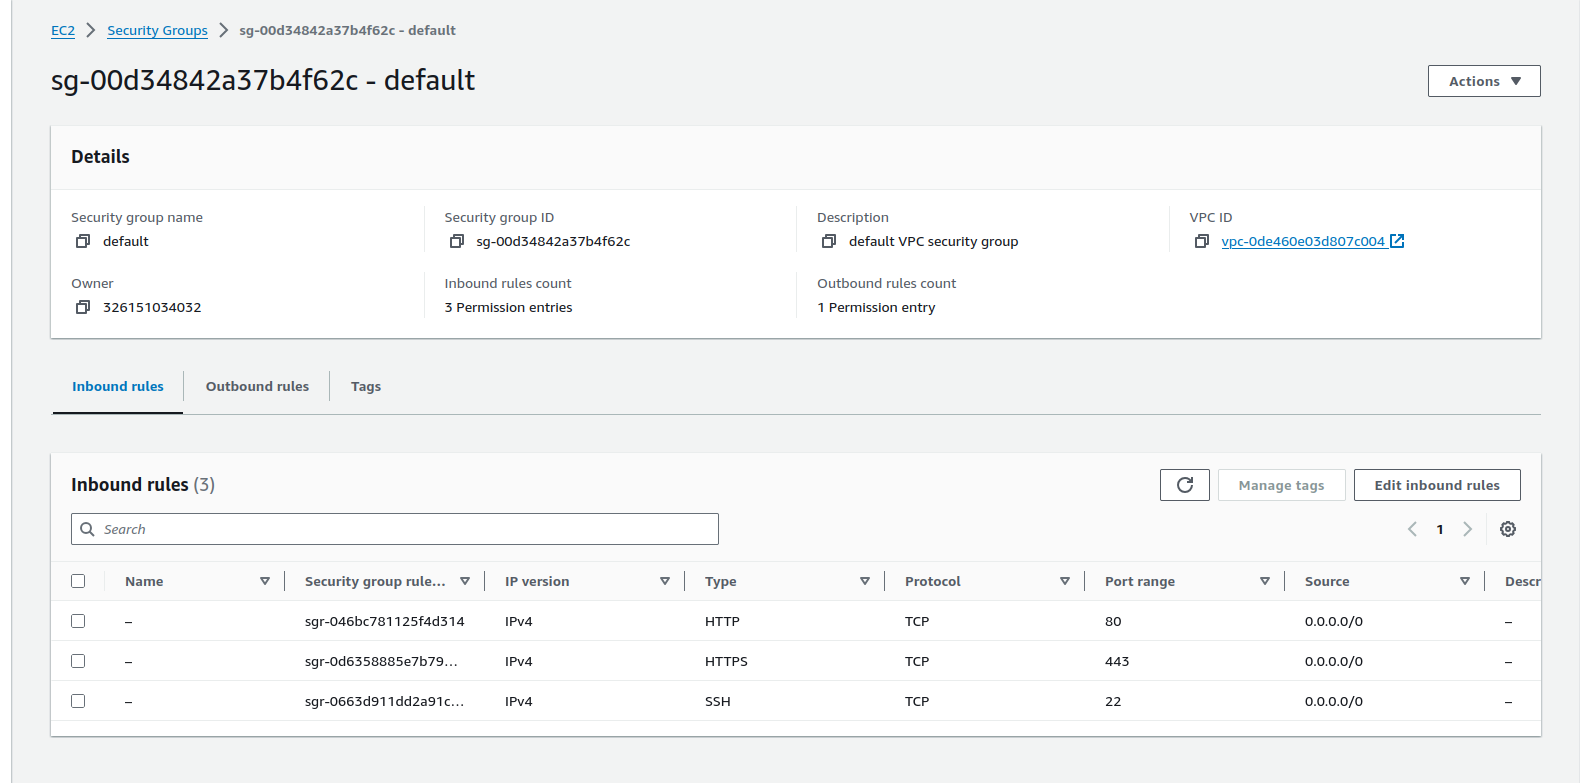 EC2 > Security Groups > sg-00d34842a37b4f62c - default
sg-00d34842a37b4f62c - default
Actions
Details
Security group name
default
Security group ID
sg-00d34842a37b4f62c
Description
default VPC security group
VPC ID
vpc-0de460e03d807c004
Owner
326151034032
Inbound rules count
3 Permission entries
Outbound rules count
1 Permission entry
Inbound rules Outbound rules Tags
Inbound rules (3)
Manage tags Edit inbound rules
Search
1
Name Security group rule... IP version Type Protocol Port range Source Descr
– sgr-046bc781125f4d314 IPv4 HTTP TCP 80 0.0.0.0/0 –
– sgr-0d6358885e7b79... IPv4 HTTPS TCP 443 0.0.0.0/0 –
– sgr-0663d911dd2a91c... IPv4 SSH TCP 22 0.0.0.0/0 –